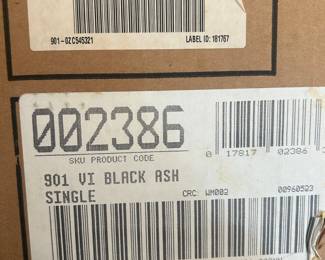 901-02C545321 LABEL ID: 181767
002386
SKU PRODUCT CODE
0 17817 02386
901 VI BLACK ASH
SINGLE
CRC: WM002 00960523